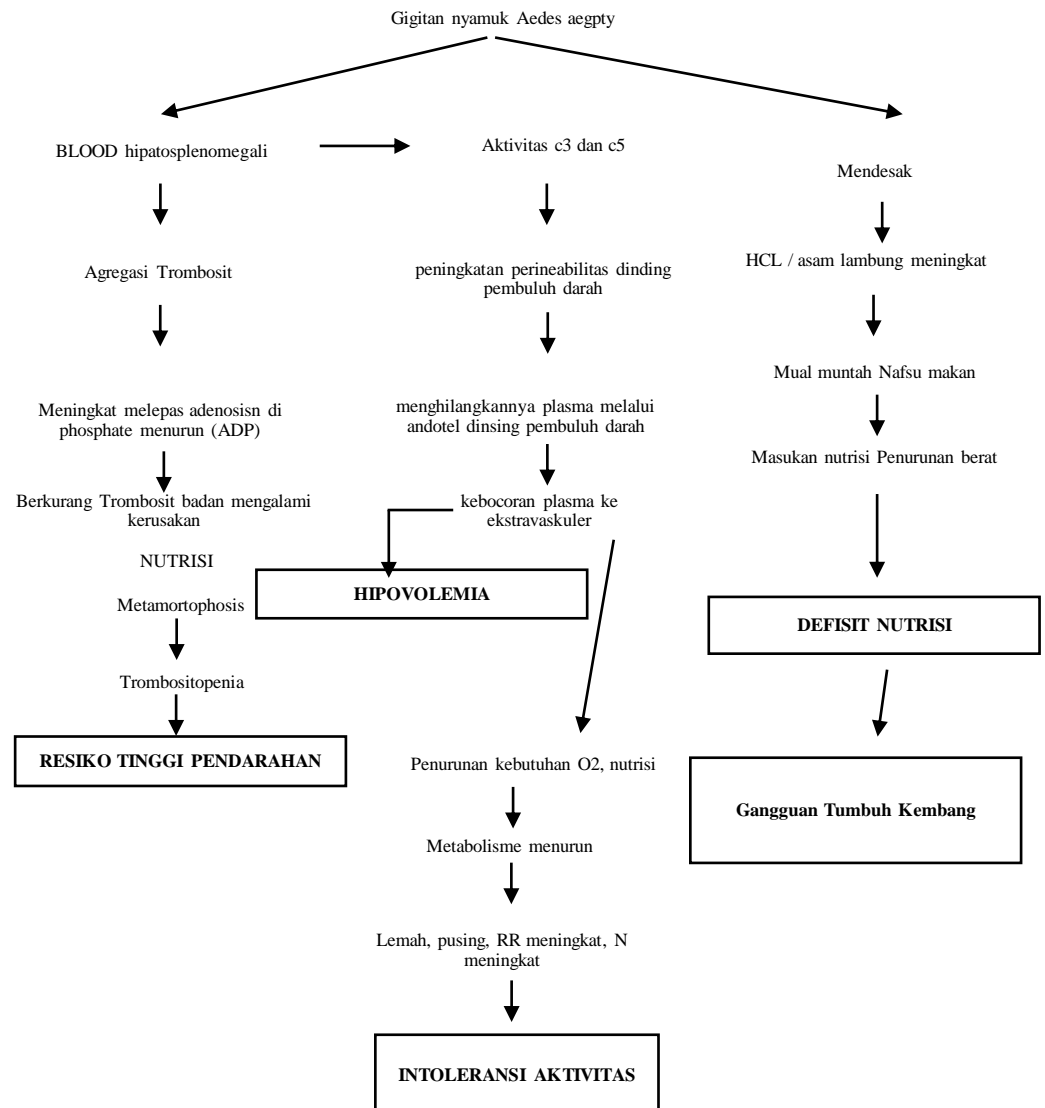 Gigitan nyamuk Aedes aegpty
BLOOD hipatosplenomegali
Aktivitas c3 dan c5
Mendesak
Agregasi Trombosit
peningkatan perineabilitas dinding
pembuluh darah
HCL / asam lambung meningkat
Mual muntah Nafsu makan
Meningkat melepas adenosisn di
phosphate menurun (ADP)
menghilangkannya plasma melalui
andotel dinsing pembuluh darah
Masukan nutrisi Penurunan berat
Berkurang Trombosit badan mengalami
kerusakan
kebocoran plasma ke
ekstravaskuler
NUTRISI
HIPOVOLEMIA
Metamortophosis
DEFISIT NUTRISI
Trombositopenia
RESIKO TINGGI PENDARAHAN
Penurunan kebutuhan O2, nutrisi
Gangguan Tumbuh Kembang
Metabolisme menurun
Lemah, pusing, RR meningkat, N
meningkat
INTOLERANSI AKTIVITAS